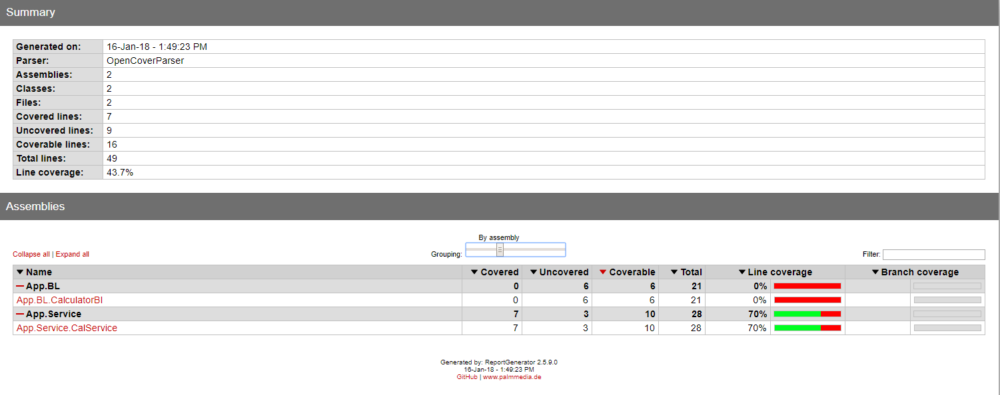 Summary
Generated on: 16-Jan-18 - 1:49:23 PM
Parser: OpenCoverParser
Assemblies: 2
Classes: 2
Files: 2
Covered lines: 7
Uncovered lines: 9
Coverable lines: 16
Total lines: 49
Line coverage: 43.7%
Assemblies
By assembly
Collapse all | Expand all Grouping: Filter:
Name Covered Uncovered Coverable Total Line coverage Branch coverage
App.BL 0 6 6 21 0%
App.BL.CalculatorBl 0 6 6 21 0%
App.Service 7 3 10 28 70%
App.Service.CalService 7 3 10 28 70%
Generated by: ReportGenerator 2.5.9.0
16-Jan-18 - 1:49:23 PM
GitHub | www.palmmedia.de